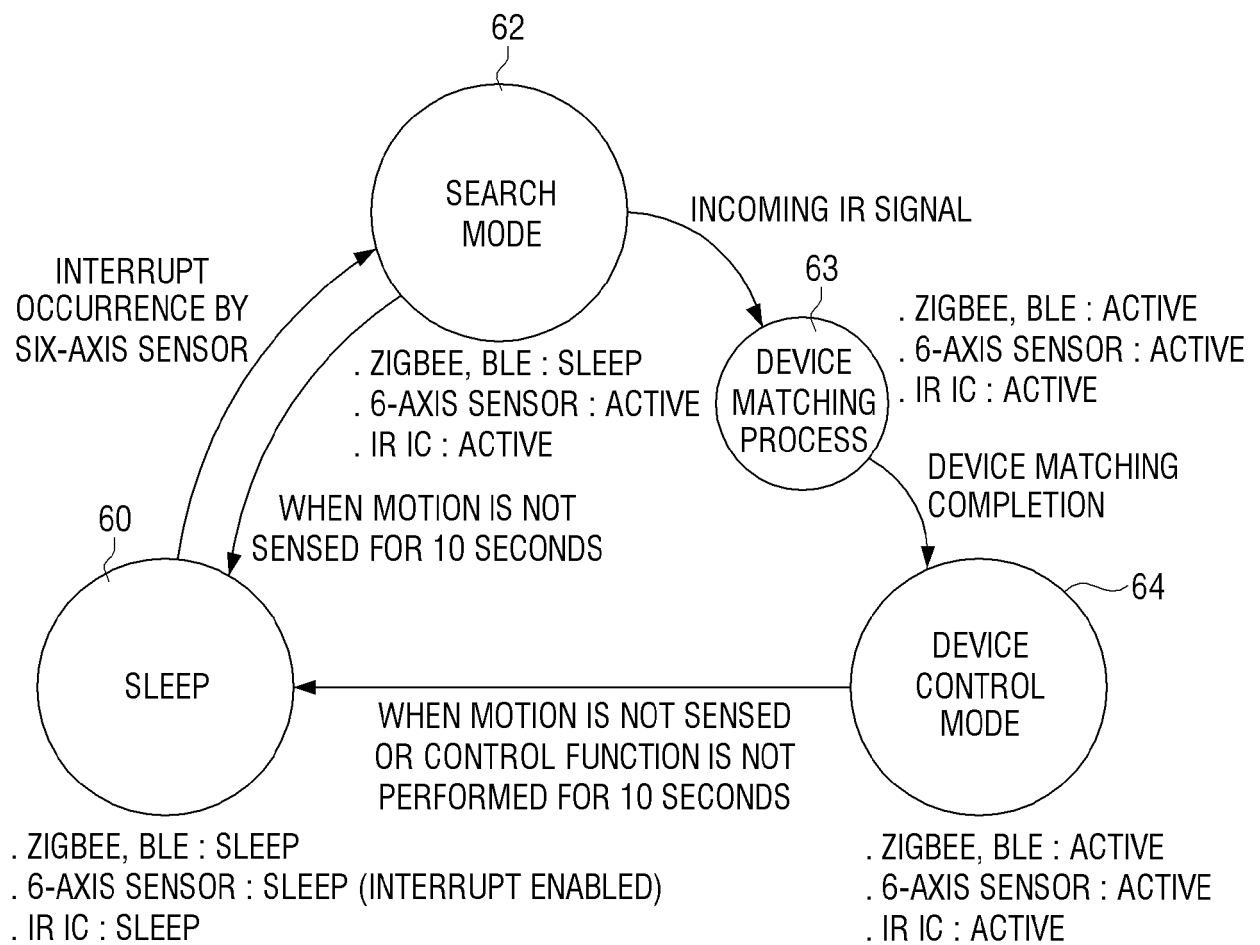 62
SEARCH
MODE
INCOMING IR SIGNAL
INTERRUPT
OCCURRENCE BY
SIX-AXIS SENSOR
63
. ZIGBEE, BLE : ACTIVE
. 6-AXIS SENSOR : ACTIVE
. IR IC : ACTIVE
. ZIGBEE, BLE : SLEEP
. 6-AXIS SENSOR : ACTIVE
. IR IC : ACTIVE
DEVICE
MATCHING
PROCESS
DEVICE MATCHING
COMPLETION
WHEN MOTION IS NOT
SENSED FOR 10 SECONDS
60
SLEEP
64
DEVICE
CONTROL
MODE
WHEN MOTION IS NOT SENSED
OR CONTROL FUNCTION IS NOT
PERFORMED FOR 10 SECONDS
. ZIGBEE, BLE : SLEEP
. 6-AXIS SENSOR : SLEEP (INTERRUPT ENABLED)
. IR IC : SLEEP
. ZIGBEE, BLE : ACTIVE
. 6-AXIS SENSOR : ACTIVE
. IR IC : ACTIVE